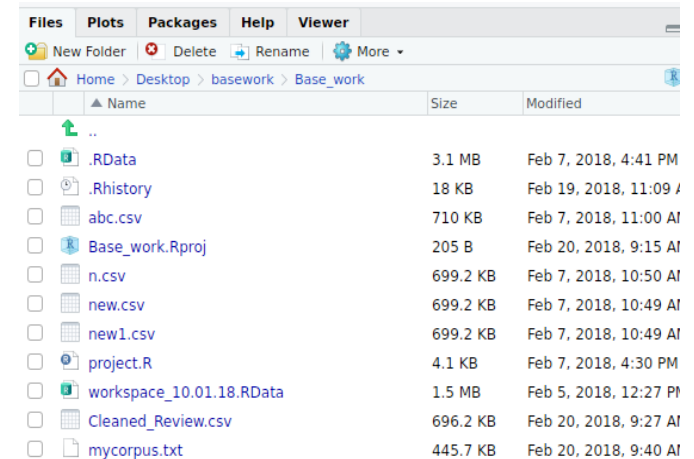 Files Plots Packages Help Viewer
New Folder Delete Rename More
Home > Desktop > basework > Base_work
Name Size Modified
..
.RData 3.1 MB Feb 7, 2018, 4:41 PM
.Rhistory 18 KB Feb 19, 2018, 11:09 A
abc.csv 710 KB Feb 7, 2018, 11:00 AM
Base_work.Rproj 205 B Feb 20, 2018, 9:15 AM
n.csv 699.2 KB Feb 7, 2018, 10:50 AM
new.csv 699.2 KB Feb 7, 2018, 10:49 AM
new1.csv 699.2 KB Feb 7, 2018, 10:49 AM
project.R 4.1 KB Feb 7, 2018, 4:30 PM
workspace_10.01.18.RData 1.5 MB Feb 5, 2018, 12:27 PM
Cleaned_Review.csv 696.2 KB Feb 20, 2018, 9:27 AM
mycorpus.txt 445.7 KB Feb 20, 2018, 9:40 AM